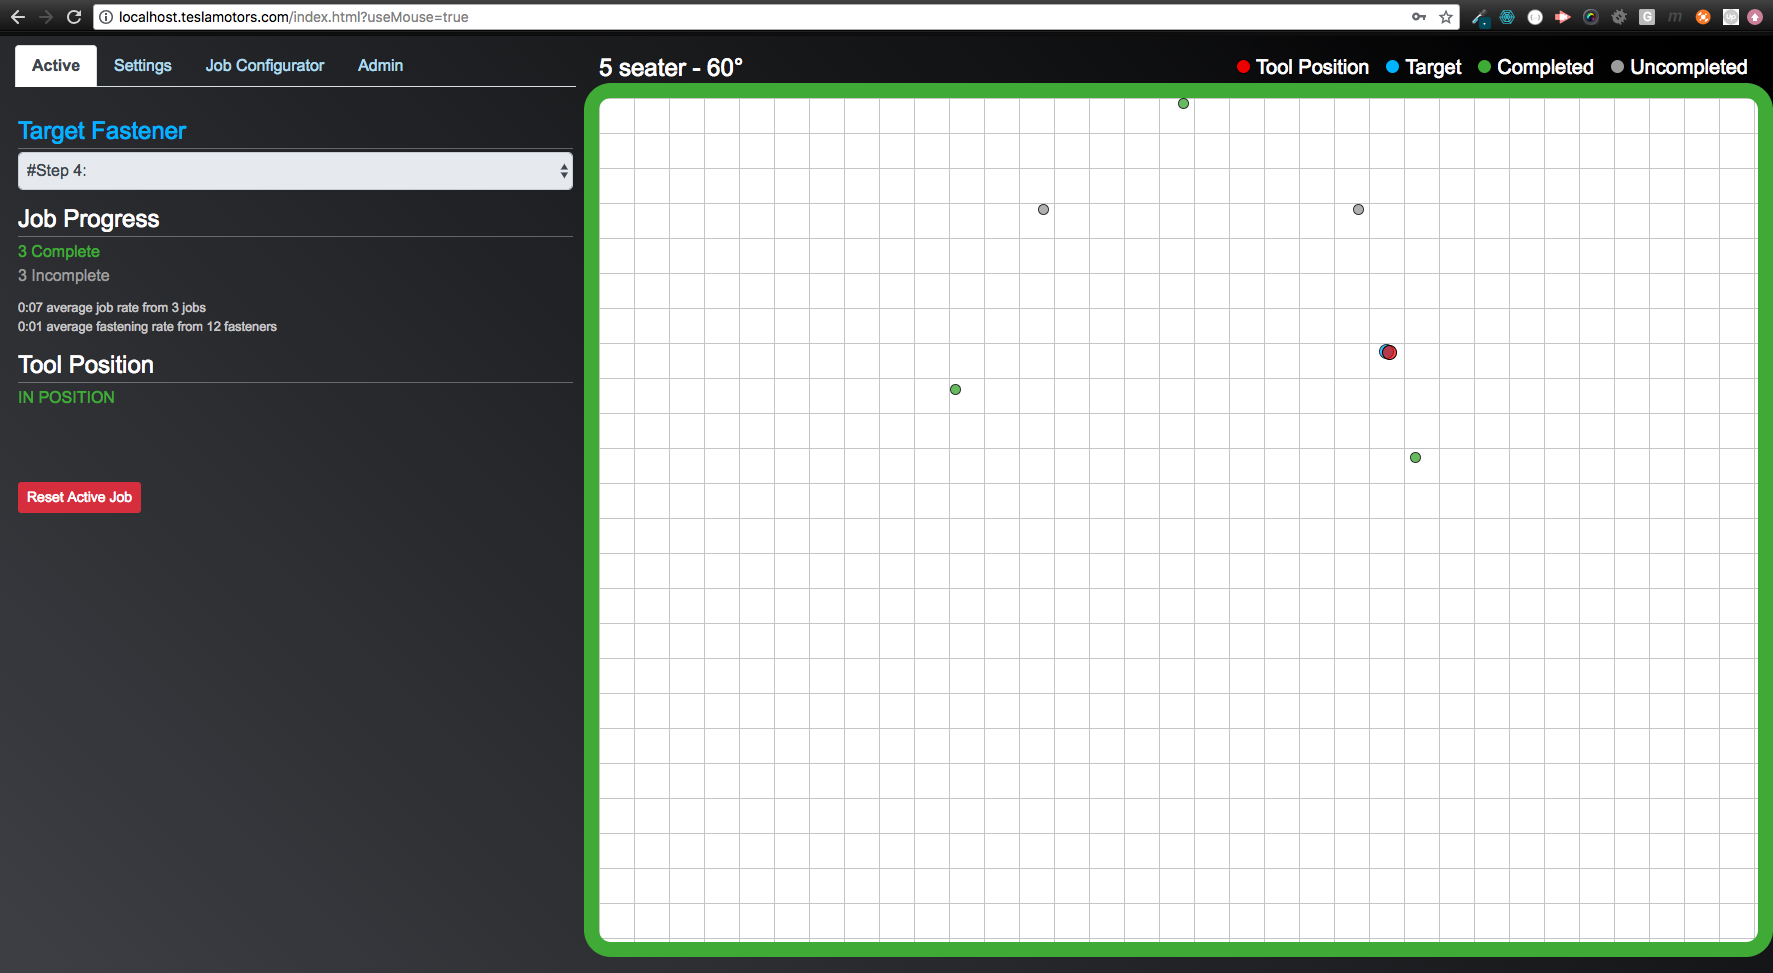 localhost.teslamotors.com/index.html?useMouse=true
Active Settings Job Configurator Admin
5 seater - 60°
Tool Position Target Completed Uncompleted
Target Fastener
#Step 4:
Job Progress
3 Complete
3 Incomplete
0:07 average job rate from 3 jobs
0:01 average fastening rate from 12 fasteners
Tool Position
IN POSITION
Reset Active Job